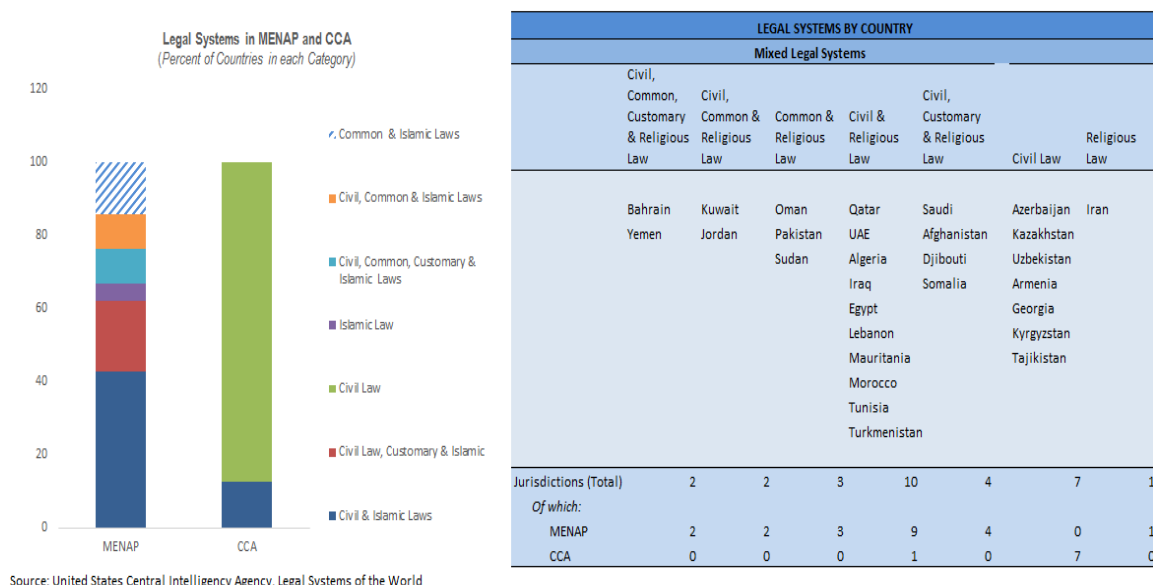 Legal Systems in MENAP and CCA
(Percent of Countries in each Category)
120
100
80
60
40
20
0
MENAP CCA
Common & Islamic Laws
Civil, Common & Islamic Laws
Civil, Common, Customary &
Islamic Laws
Islamic Law
Civil Law
Civil Law, Customary & Islamic
Civil & Islamic Laws
Source: United States Central Intelligence Agency, Legal Systems of the World
LEGAL SYSTEMS BY COUNTRY
Mixed Legal Systems
Civil,
Common, Civil, Civil,
Customary Common & Common & Civil & Customary
& Religious Religious Religious Religious & Religious Religious
Law Law Law Law Law Civil Law Law
Bahrain Kuwait Oman Qatar Saudi Azerbaijan Iran
Yemen Jordan Pakistan UAE Afghanistan Kazakhstan
Sudan Algeria Djibouti Uzbekistan
Iraq Somalia Armenia
Egypt Georgia
Lebanon Kyrgyzstan
Mauritania Tajikistan
Morocco
Tunisia
Turkmenistan
Jurisdictions (Total) 2 2 3 10 4 7 1
Of which:
MENAP 2 2 3 9 4 0 1
CCA 0 0 0 1 0 7 0